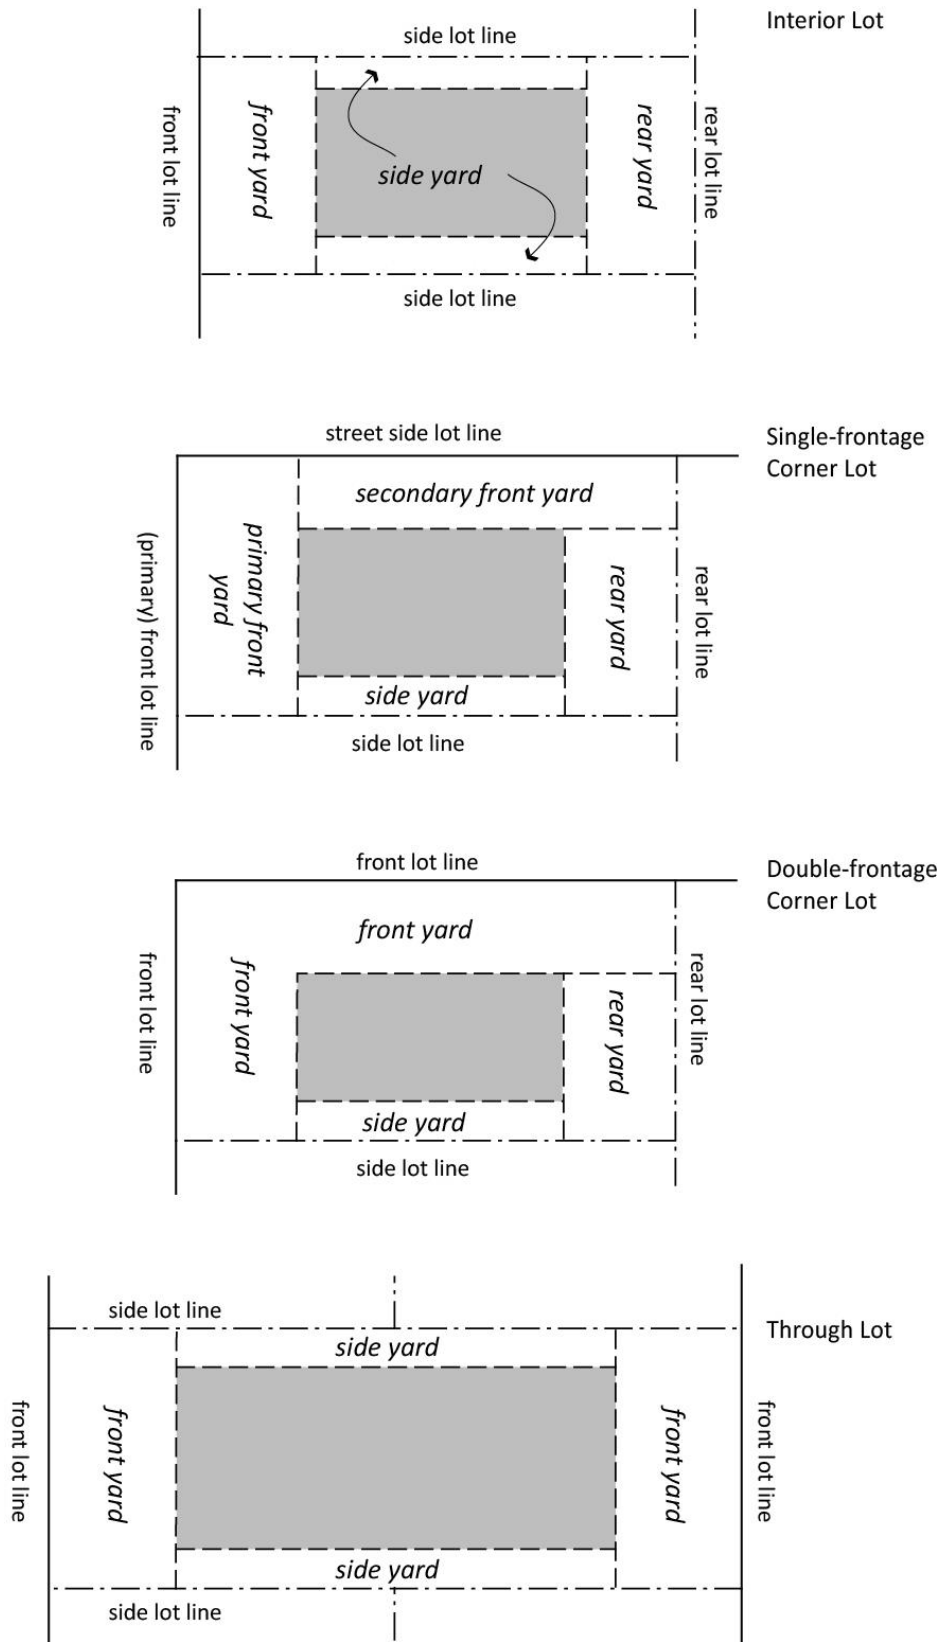 Interior Lot
side lot line
front lot line
front yard
side yard
rear yard
rear lot line
side lot line
Single-frontage
Corner Lot
street side lot line
secondary front yard
(primary) front lot line
primary front
yard
rear yard
rear lot line
side yard
side lot line
Double-frontage
Corner Lot
front lot line
front yard
front lot line
front yard
rear yard
rear lot line
side yard
side lot line
Through Lot
side lot line
side yard
front lot line
front yard
front yard
front lot line
side yard
side lot line